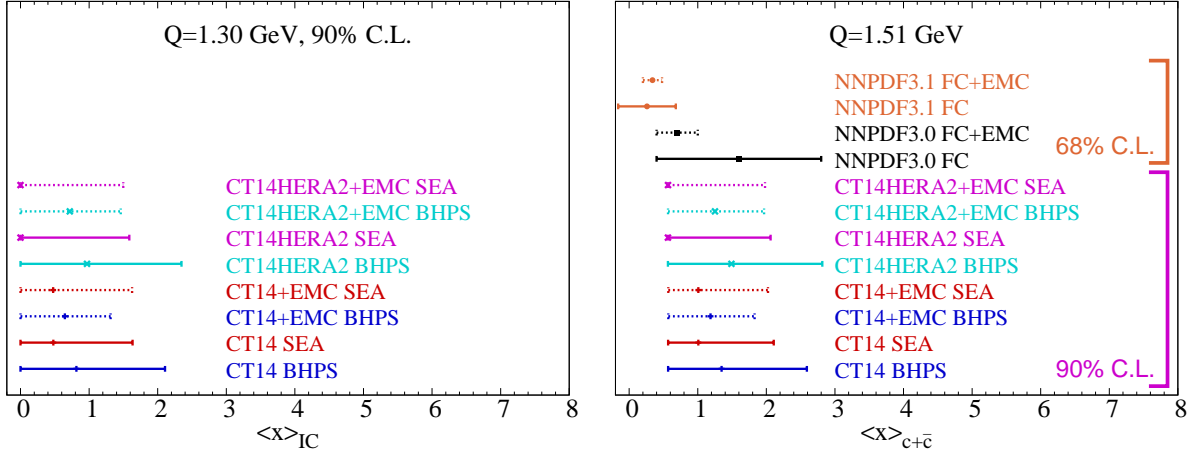 Q=1.30 GeV, 90% C.L.
CT14HERA2+EMC SEA
CT14HERA2+EMC BHPS
CT14HERA2 SEA
CT14HERA2 BHPS
CT14+EMC SEA
CT14+EMC BHPS
CT14 SEA
CT14 BHPS
0 1 2 3 4 5 6 7 8
<x>IC
Q=1.51 GeV
NNPDF3.1 FC+EMC
NNPDF3.1 FC
NNPDF3.0 FC+EMC
68% C.L.
NNPDF3.0 FC
CT14HERA2+EMC SEA
CT14HERA2+EMC BHPS
CT14HERA2 SEA
CT14HERA2 BHPS
CT14+EMC SEA
CT14+EMC BHPS
CT14 SEA
90% C.L.
CT14 BHPS
0 1 2 3 4 5 6 7 8
<x>c+c̄